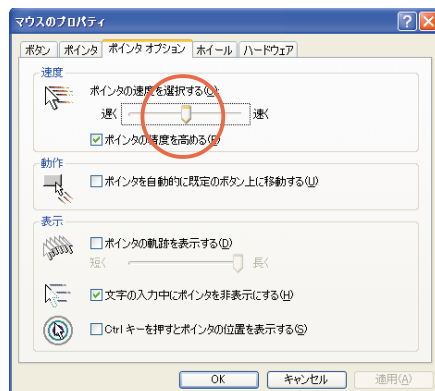 マウスのプロパティ
ボタン ポインタ ポインタ オプション ホイール ハードウェア
速度
ポインタの速度を選択する(C):
遅く 速く
ポインタの精度を高める(E)
動作
ポインタを自動的に既定のボタン上に移動する(U)
表示
ポインタの軌跡を表示する(D)
短く 長く
文字の入力中にポインタを非表示にする(H)
Ctrl キーを押すとポインタの位置を表示する(S)
OK キャンセル 適用(A)